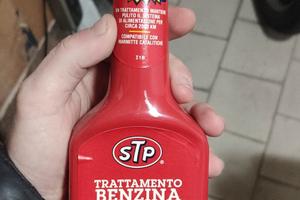 UN TRATTAMENTO MANTIENE
PULITO IL SISTEMA
DI ALIMENTAZIONE PER
CIRCA 2000 KM
COMPATIBILE CON
MARMITTE CATALITICHE
STP
TRATTAMENTO
BENZINA